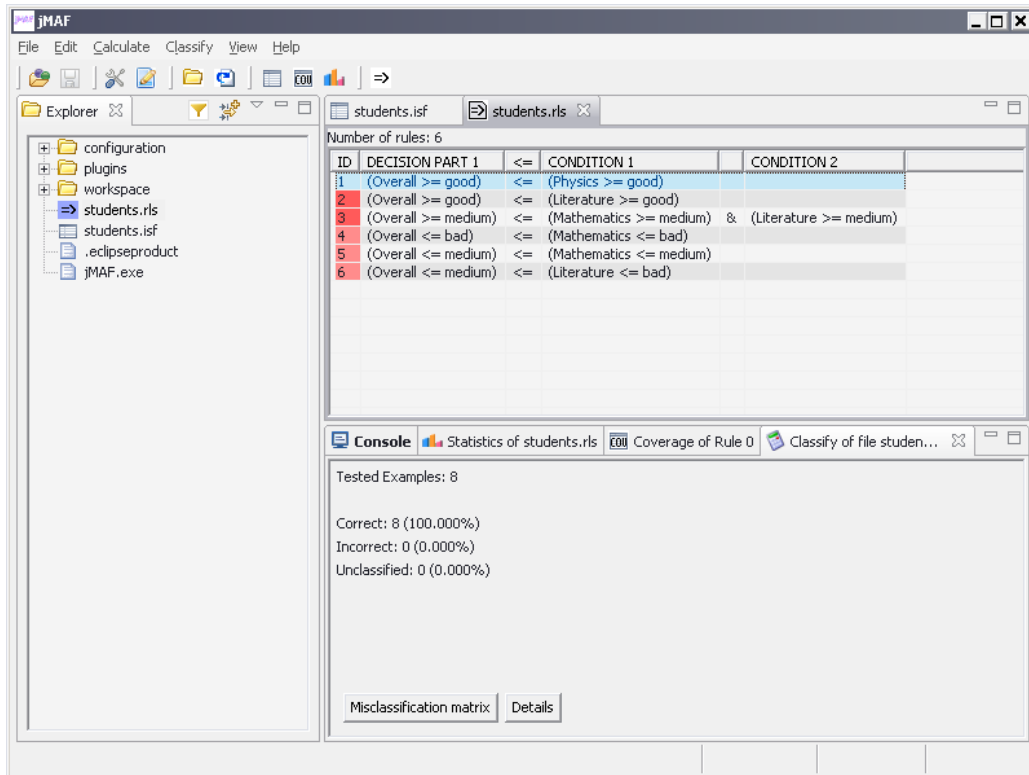 jMAF
File Edit Calculate Classify View Help
COU
Explorer
configuration
plugins
workspace
students.rls
students.isf
.eclipseproduct
jMAF.exe
students.isf students.rls
Number of rules: 6
ID DECISION PART 1 <= CONDITION 1 CONDITION 2
1 (Overall >= good) <= (Physics >= good)
2 (Overall >= good) <= (Literature >= good)
3 (Overall >= medium) <= (Mathematics >= medium) & (Literature >= medium)
4 (Overall <= bad) <= (Mathematics <= bad)
5 (Overall <= medium) <= (Mathematics <= medium)
6 (Overall <= medium) <= (Literature <= bad)
Console Statistics of students.rls COU Coverage of Rule 0 Classify of file studen...
Tested Examples: 8
Correct: 8 (100.000%)
Incorrect: 0 (0.000%)
Unclassified: 0 (0.000%)
Misclassification matrix Details